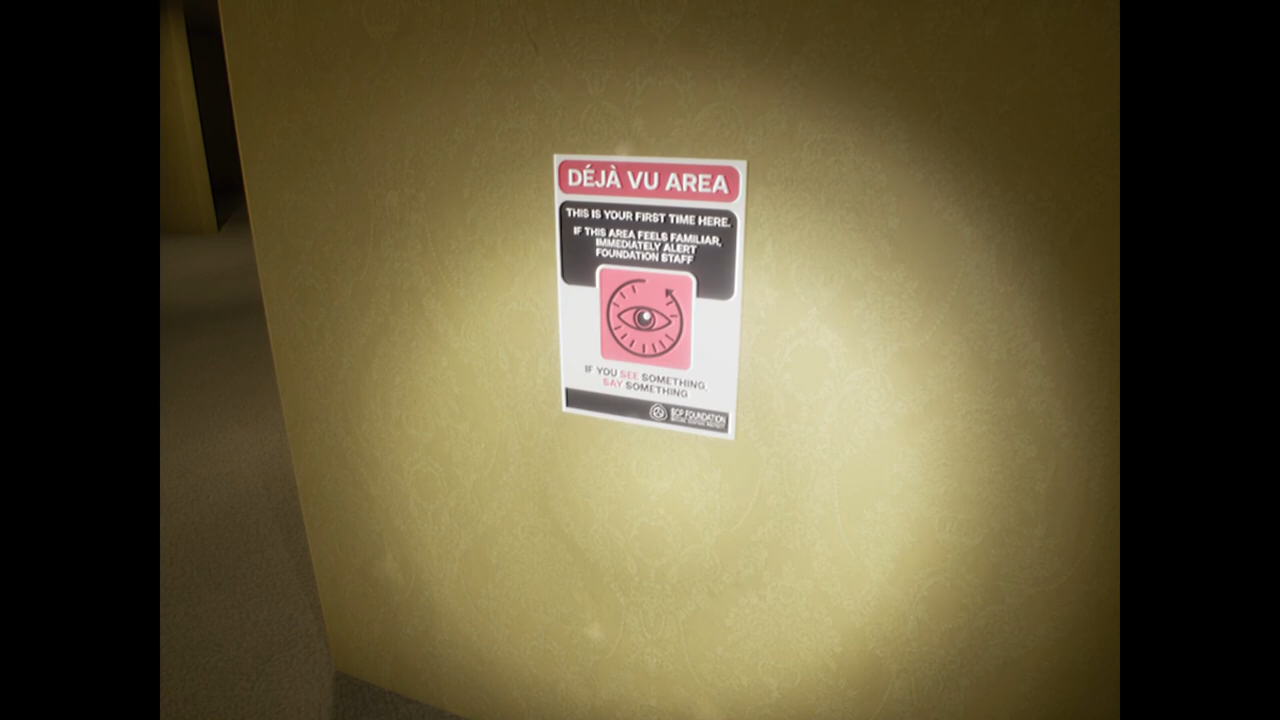 DÉJÀ VU AREA
THIS IS YOUR FIRST TIME HERE.
IF THIS AREA FEELS FAMILIAR,
IMMEDIATELY ALERT
FOUNDATION STAFF
IF YOU SEE SOMETHING,
SAY SOMETHING
SCP FOUNDATION